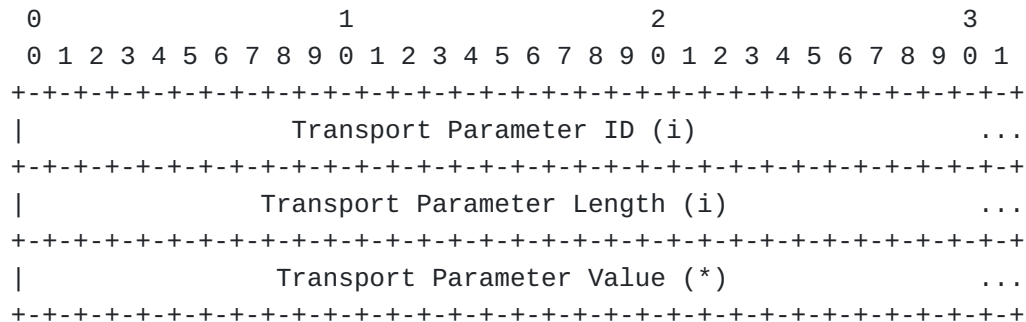 0                   1                   2                   3
 0 1 2 3 4 5 6 7 8 9 0 1 2 3 4 5 6 7 8 9 0 1 2 3 4 5 6 7 8 9 0 1
+-+-+-+-+-+-+-+-+-+-+-+-+-+-+-+-+-+-+-+-+-+-+-+-+-+-+-+-+-+-+-+-+
|                 Transport Parameter ID (i)                  ...
+-+-+-+-+-+-+-+-+-+-+-+-+-+-+-+-+-+-+-+-+-+-+-+-+-+-+-+-+-+-+-+-+
|               Transport Parameter Length (i)                ...
+-+-+-+-+-+-+-+-+-+-+-+-+-+-+-+-+-+-+-+-+-+-+-+-+-+-+-+-+-+-+-+-+
|                Transport Parameter Value (*)                ...
+-+-+-+-+-+-+-+-+-+-+-+-+-+-+-+-+-+-+-+-+-+-+-+-+-+-+-+-+-+-+-+-+